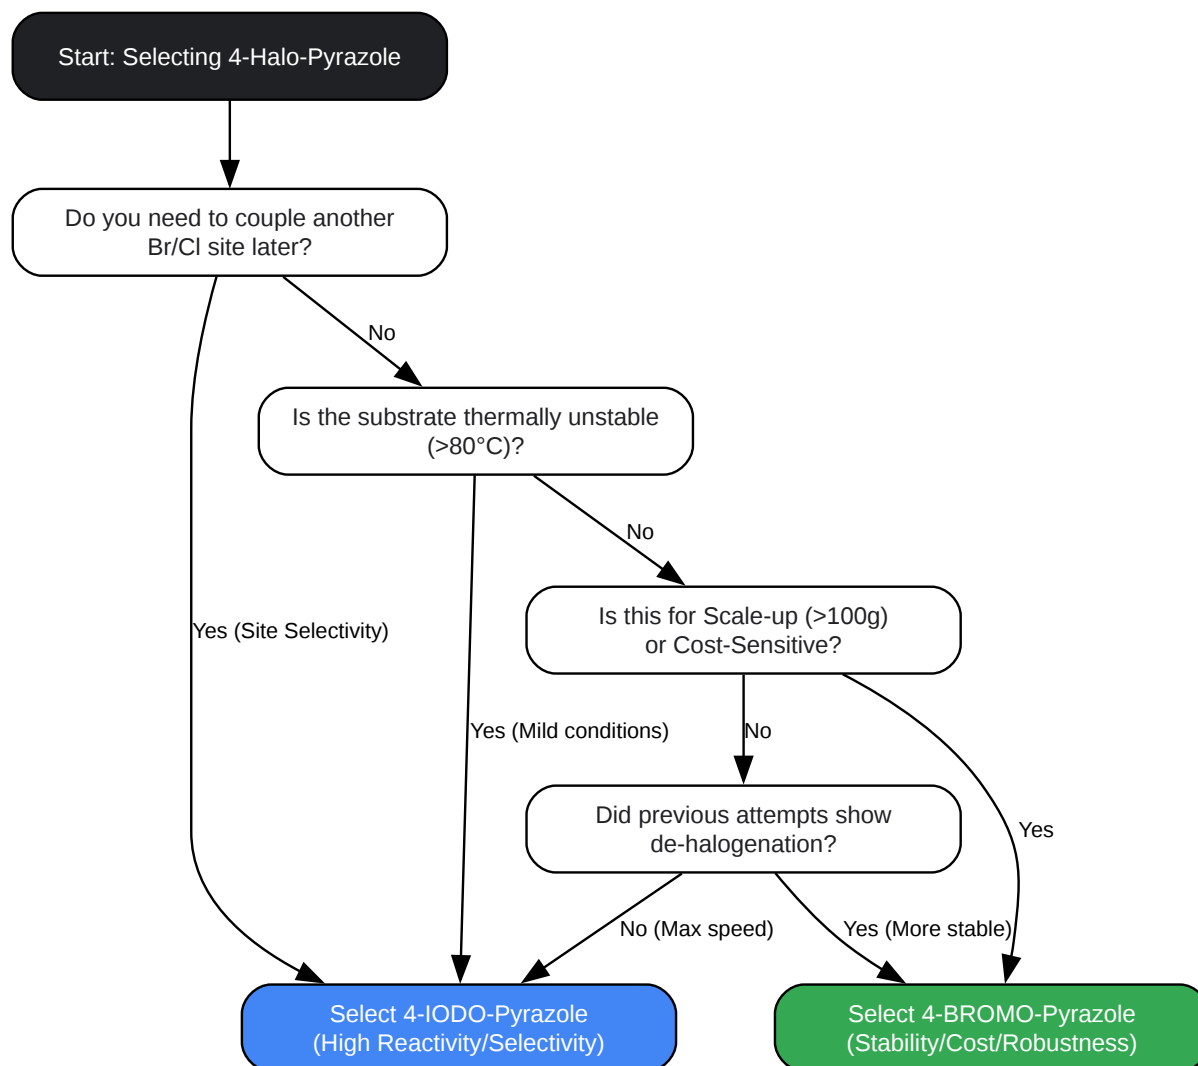 Start: Selecting 4-Halo-Pyrazole
Do you need to couple another
Br/Cl site later?
No
Is the substrate thermally unstable
(>80°C)?
No
Is this for Scale-up (>100g)
or Cost-Sensitive?
Yes (Site Selectivity)
Yes (Mild conditions)
No
Did previous attempts show
de-halogenation?
Yes
No (Max speed)
Yes (More stable)
Select 4-IODO-Pyrazole
(High Reactivity/Selectivity)
Select 4-BROMO-Pyrazole
(Stability/Cost/Robustness)